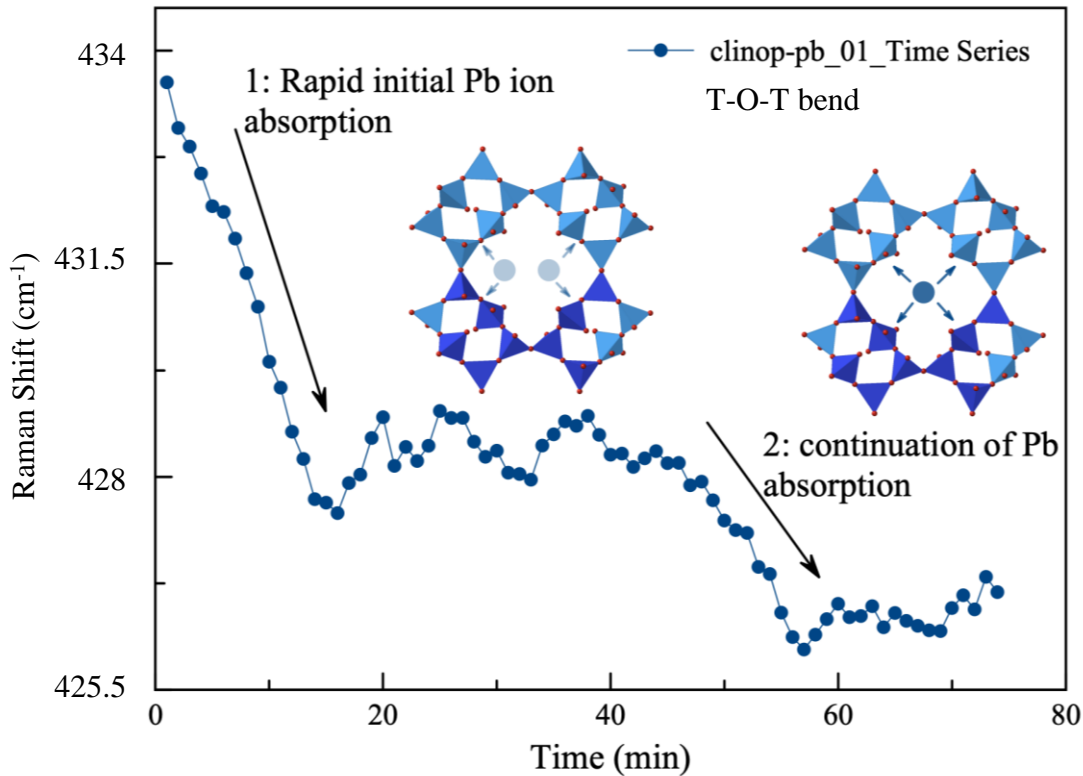 434
431.5
428
425.5
Raman Shift (cm⁻¹)
clinop-pb_01_Time Series
T-O-T bend
1: Rapid initial Pb ion
absorption
2: continuation of Pb
absorption
0
20
40
60
80
Time (min)